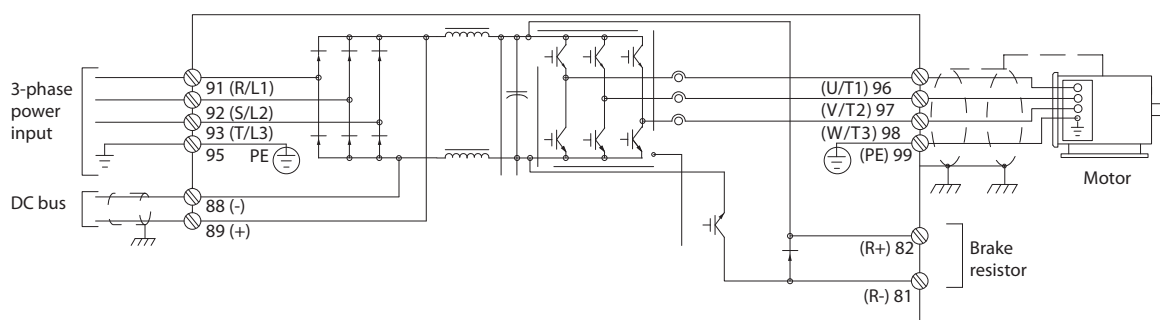 3-phase
power
input
91 (R/L1)
92 (S/L2)
93 (T/L3)
95
PE
DC bus
88 (-)
89 (+)
(U/T1) 96
(V/T2) 97
(W/T3) 98
(PE) 99
Motor
(R+) 82
(R-) 81
Brake
resistor